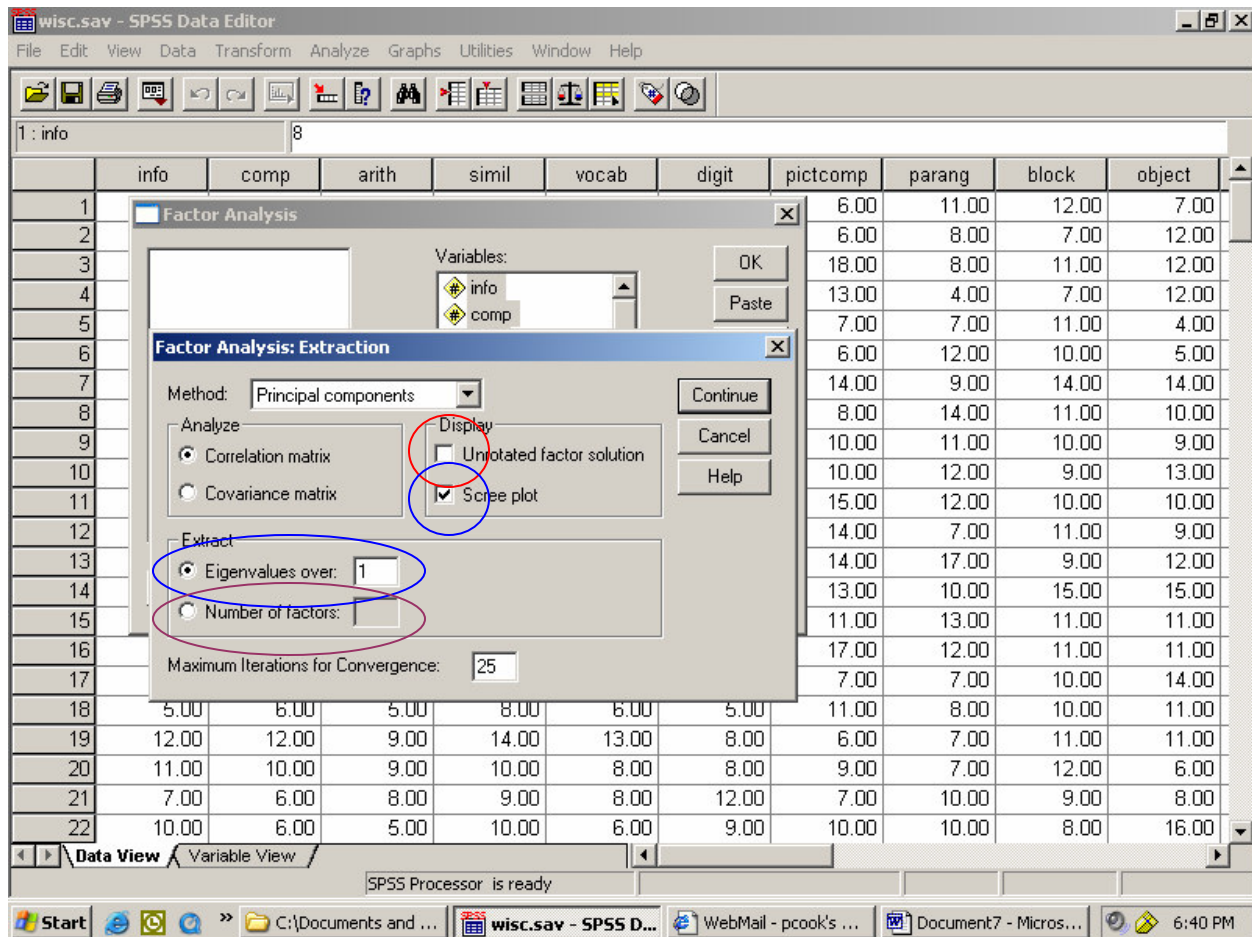 wisc.sav - SPSS Data Editor
File Edit View Data Transform Analyze Graphs Utilities Window Help
1 : info 8
info comp arith simil vocab digit pictcomp parang block object
1 6.00 11.00 12.00 7.00
2 6.00 8.00 7.00 12.00
3 18.00 8.00 11.00 12.00
4 13.00 4.00 7.00 12.00
5 7.00 7.00 11.00 4.00
6 6.00 12.00 10.00 5.00
7 14.00 9.00 14.00 14.00
8 8.00 14.00 11.00 10.00
9 10.00 11.00 10.00 9.00
10 10.00 12.00 9.00 13.00
11 15.00 12.00 10.00 10.00
12 14.00 7.00 11.00 9.00
13 14.00 17.00 9.00 12.00
14 13.00 10.00 15.00 15.00
15 11.00 13.00 11.00 11.00
16 17.00 12.00 11.00 11.00
17 7.00 7.00 10.00 14.00
18 5.00 6.00 5.00 8.00 6.00 5.00 11.00 8.00 10.00 11.00
19 12.00 12.00 9.00 14.00 13.00 8.00 6.00 7.00 11.00 11.00
20 11.00 10.00 9.00 10.00 8.00 8.00 9.00 7.00 12.00 6.00
21 7.00 6.00 8.00 9.00 8.00 12.00 7.00 10.00 9.00 8.00
22 10.00 6.00 5.00 10.00 6.00 9.00 10.00 10.00 8.00 16.00
Factor Analysis
Variables:
info
comp
OK
Paste
Factor Analysis: Extraction
Method: Principal components
Continue
Cancel
Help
Analyze
Correlation matrix
Covariance matrix
Display
Unrotated factor solution
Scree plot
Extract
Eigenvalues over: 1
Number of factors:
Maximum Iterations for Convergence: 25
Data View Variable View
SPSS Processor is ready
Start » C:\Documents and ... wisc.sav - SPSS D... WebMail - pcook's ... Document7 - Micros... 6:40 PM